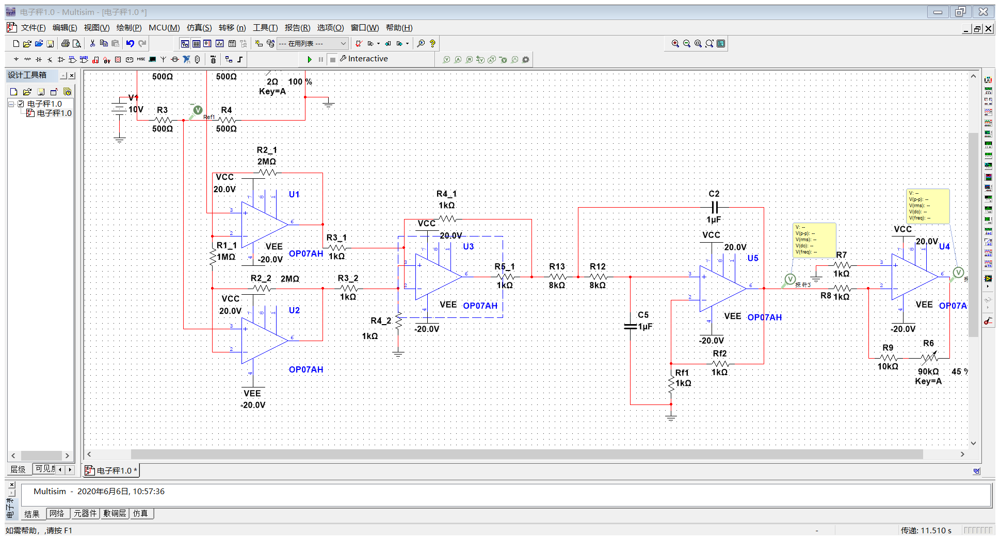 电子秤1.0 - Multisim - [电子秤1.0 *]
文件(F) 编辑(E) 视图(V) 绘制(P) MCU(M) 仿真(S) 转移 (n) 工具(T) 报告(R) 选项(O) 窗口(W) 帮助(H)
--- 在用列表 ---
Interactive
设计工具箱
电子秤1.0
电子秤1.0
层级
可见度
500Ω
500Ω
2Ω 100 %
Key=A
V1
10V
R3
500Ω
Ref1
R4
500Ω
R2_1
2MΩ
VCC
20.0V
U1
VEE
-20.0V
OP07AH
R1_1
1MΩ
R2_2 2MΩ
VCC
20.0V
U2
OP07AH
VEE
-20.0V
R3_1
1kΩ
R3_2
1kΩ
R4_1
1kΩ
VCC
20.0V
U3
VEE
OP07AH
-20.0V
R4_2
1kΩ
R5_1
1kΩ
R13
8kΩ
R12
8kΩ
C2
1µF
C5
1µF
VCC
20.0V
U5
VEE
OP07AH
-20.0V
Rf2
1kΩ
Rf1
1kΩ
V: --
V(p-p): --
V(rms): --
V(dc): --
V(freq): --
探针3
R7
1kΩ
R8 1kΩ
V: --
V(p-p): --
V(rms): --
V(dc): --
V(freq): --
VCC
20.0V
U4
VEE
OP07A
-20.0V
R9
10kΩ
R6
90kΩ 45 %
Key=A
电子秤1.0 *
Multisim - 2020年6月6日, 10:57:36
结果 网络 元器件 敷铜层 仿真
如需帮助，,请按 F1
-
传递: 11.510 s